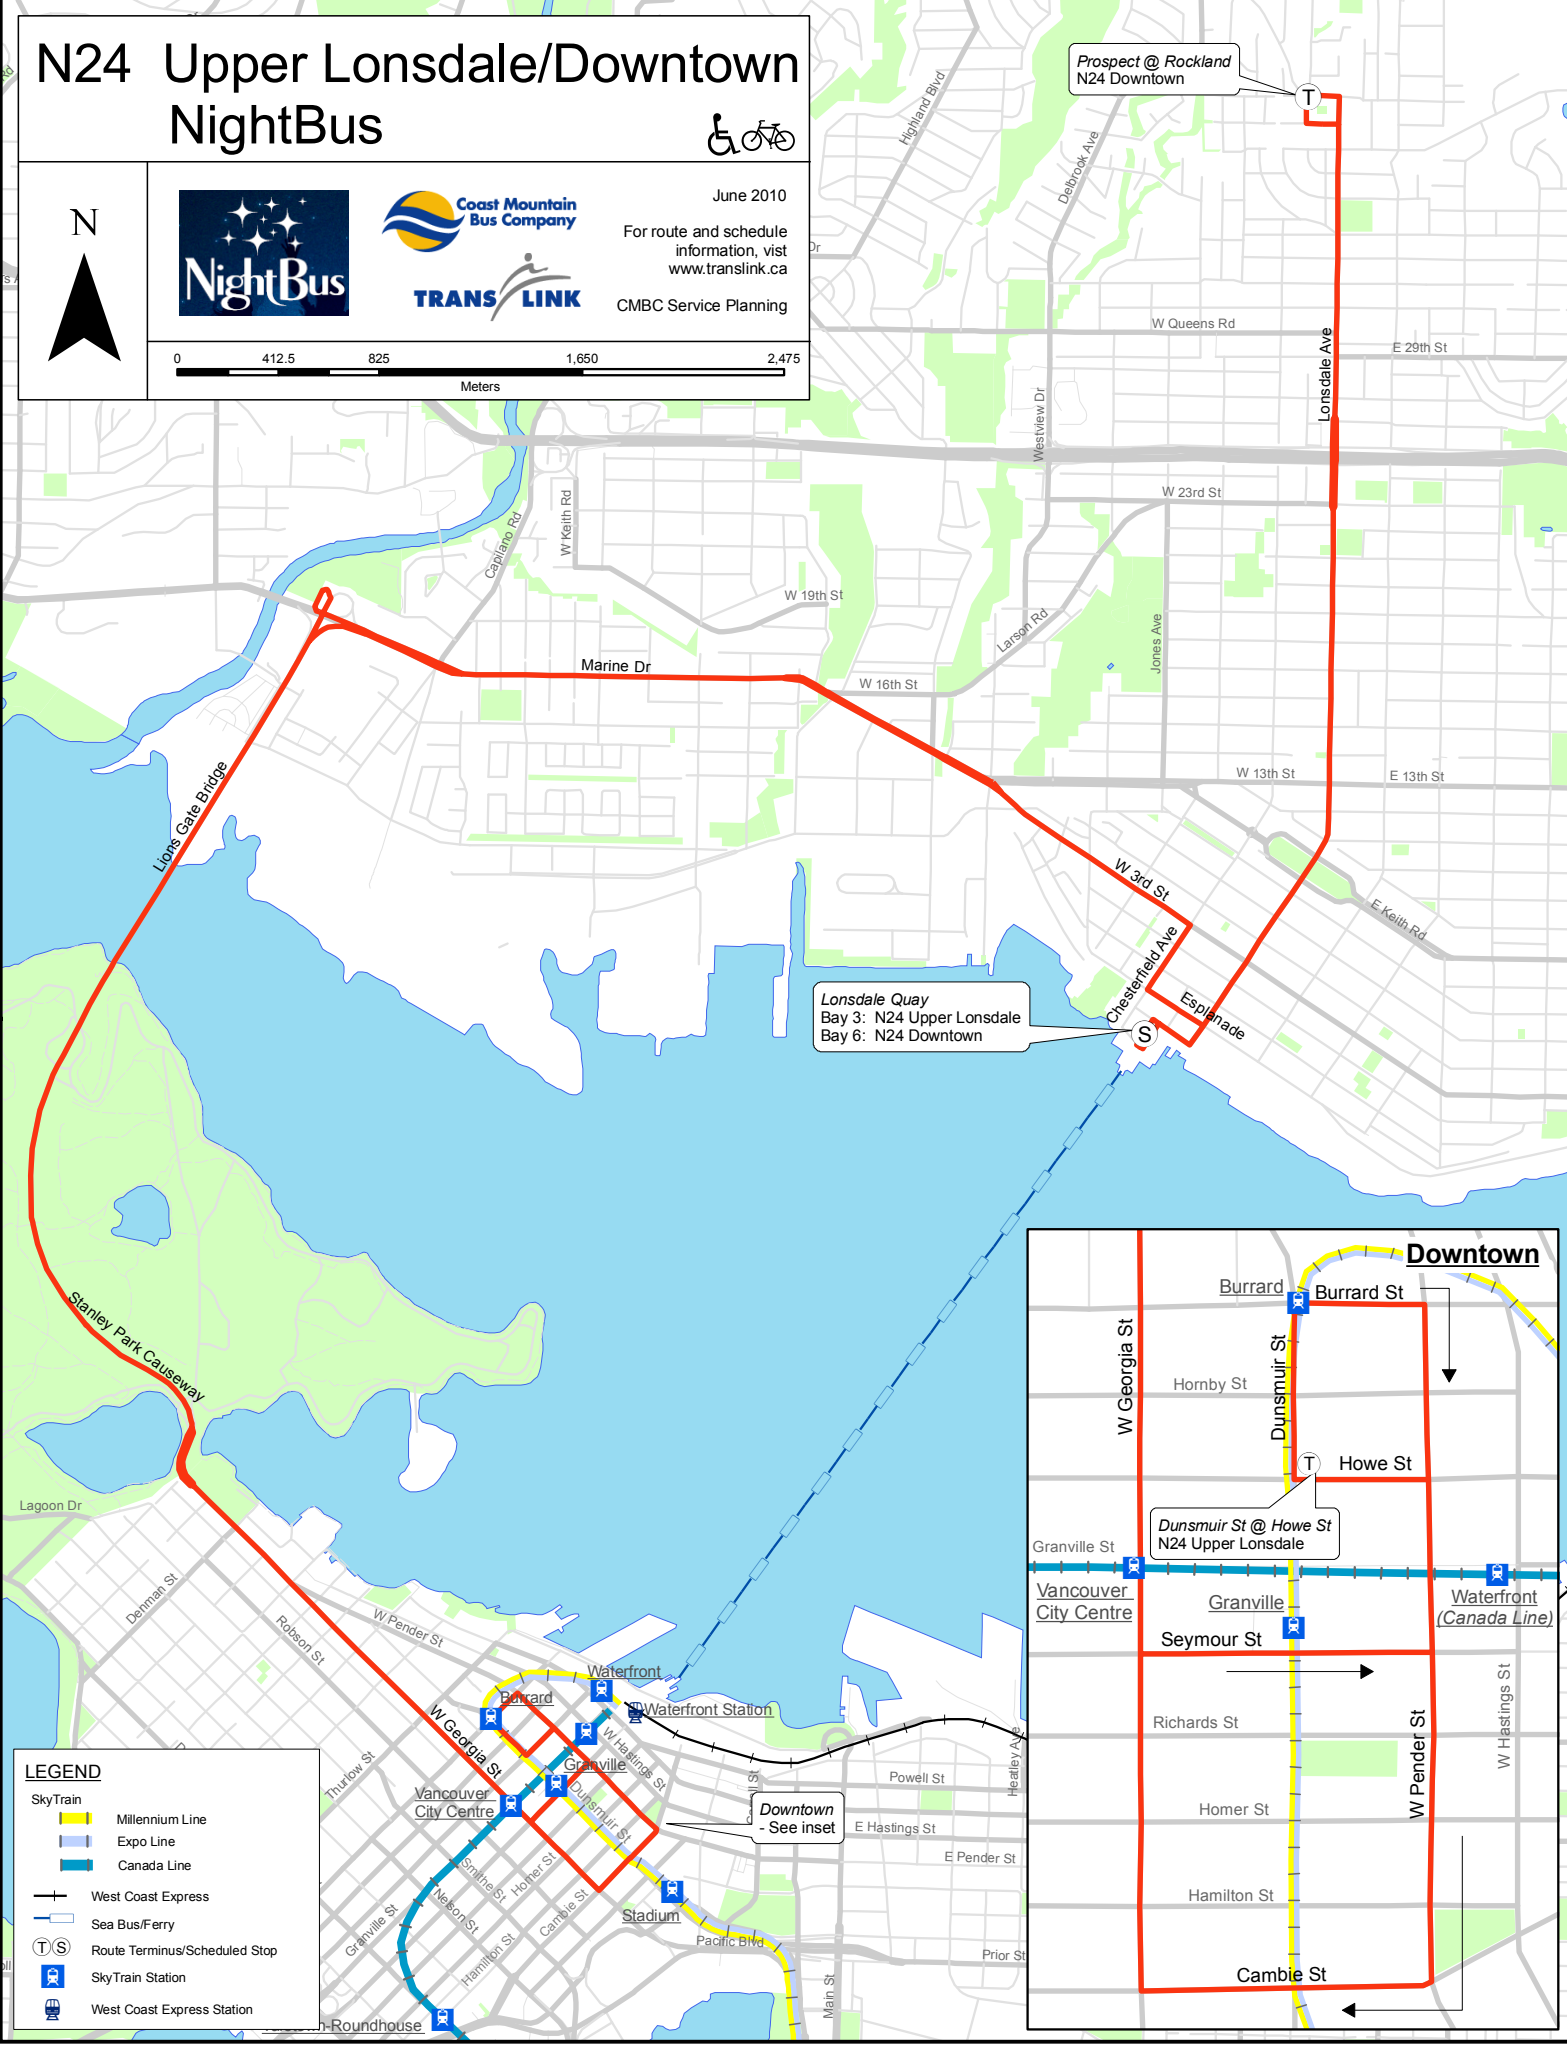 N24 Upper Lonsdale/Downtown
NightBus
N
NightBus
Coast Mountain
Bus Company
TRANS LINK
June 2010
For route and schedule
information, vist
www.translink.ca
CMBC Service Planning
0 412.5 825 1,650 2,475
Meters
Prospect @ Rockland
N24 Downtown
T
Highland Blvd
Delbrook Ave
Dr
W Queens Rd
E 29th St
Lonsdale Ave
Westview Dr
W 23rd St
W Keith Rd
Capilano Rd
W 19th St
Larson Rd
Jones Ave
Marine Dr
W 16th St
W 13th St
E 13th St
Lions Gate Bridge
W 3rd St
E Keith Rd
Chesterfield Ave
Esplanade
Lonsdale Quay
Bay 3: N24 Upper Lonsdale
Bay 6: N24 Downtown
S
Stanley Park Causeway
Lagoon Dr
Denman St
Robson St
W Pender St
W Georgia St
Thurlow St
Burrard
Waterfront
Waterfront Station
W Hastings St
Granville
Vancouver
City Centre
Dunsmuir St
Smithe St
Nelson St
Homer St
Cambie St
Granville St
Hamilton St
Stadium
Pacific Blvd
Main St
Prior St
Powell St
Heatley Ave
E Hastings St
E Pender St
Downtown
- See inset
n-Roundhouse
LEGEND
SkyTrain
Millennium Line
Expo Line
Canada Line
West Coast Express
Sea Bus/Ferry
T S Route Terminus/Scheduled Stop
SkyTrain Station
West Coast Express Station
Downtown
Burrard
Burrard St
W Georgia St
Dunsmuir St
Hornby St
T
Howe St
Dunsmuir St @ Howe St
N24 Upper Lonsdale
Granville St
Vancouver
City Centre
Granville
Waterfront
(Canada Line)
Seymour St
Richards St
W Pender St
W Hastings St
Homer St
Hamilton St
Cambie St